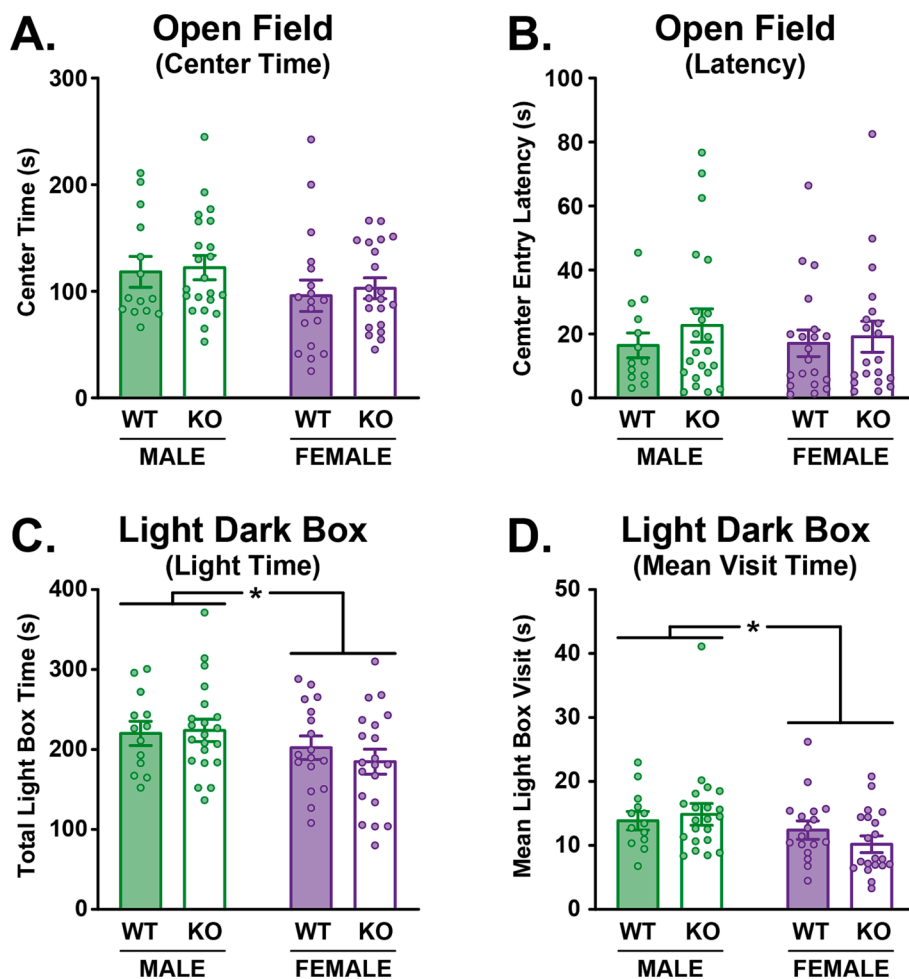 A.
Open Field
(Center Time)
Center Time (s)
300
200
100
0
WT KO WT KO
MALE FEMALE
B.
Open Field
(Latency)
Cemter Entry Latency (s)
100
80
60
40
20
0
WT KO WT KO
MALE FEMALE
C.
Light Dark Box
(Light Time)
Total Light Box Time (s)
400
300
200
100
0
*
WT KO WT KO
MALE FEMALE
D.
Light Dark Box
(Mean Visit Time)
Mean Light Box Visit (s)
50
40
30
20
10
0
*
WT KO WT KO
MALE FEMALE